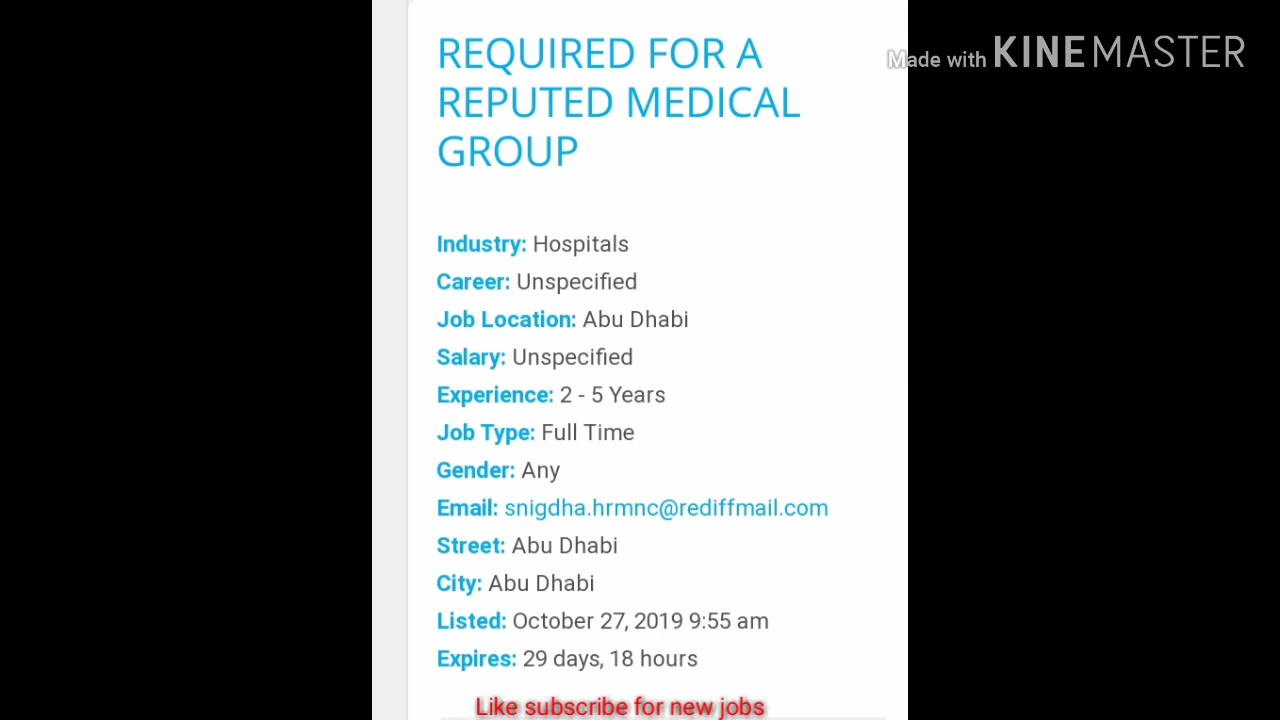 REQUIRED FOR A
REPUTED MEDICAL
GROUP
Made with KINEMASTER
Industry: Hospitals
Career: Unspecified
Job Location: Abu Dhabi
Salary: Unspecified
Experience: 2 - 5 Years
Job Type: Full Time
Gender: Any
Email: snigdha.hrmnc@rediffmail.com
Street: Abu Dhabi
City: Abu Dhabi
Listed: October 27, 2019 9:55 am
Expires: 29 days, 18 hours
Like subscribe for new jobs